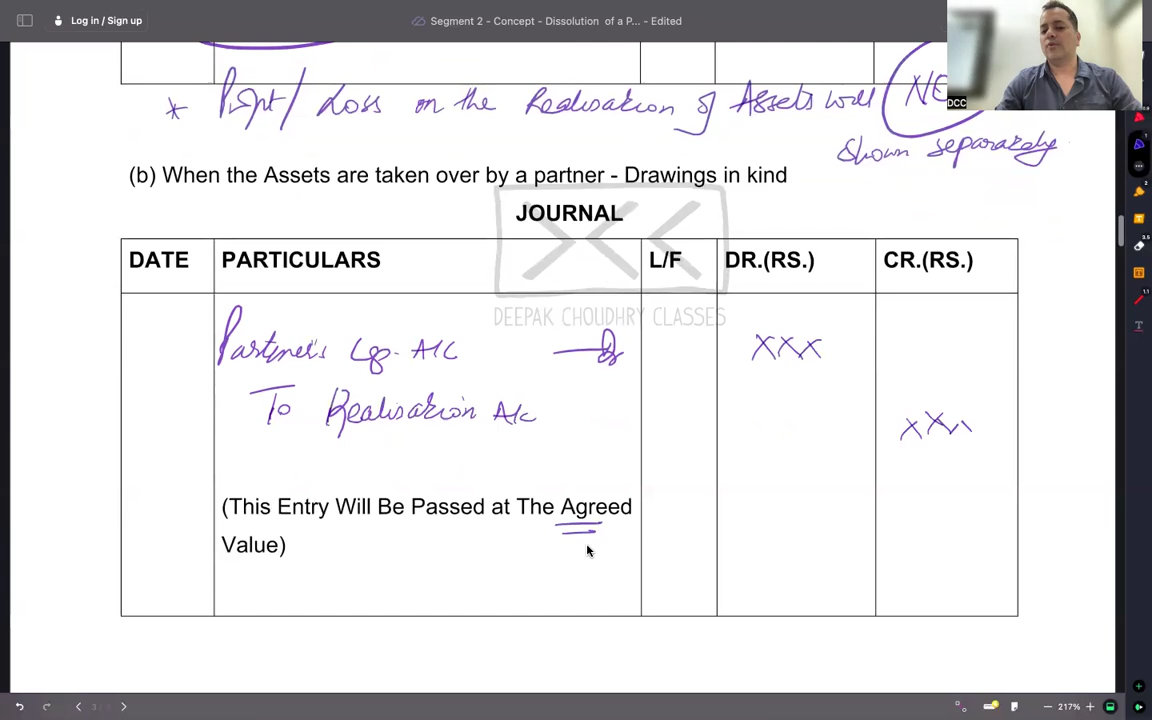 Log in / Sign up
Segment 2 - Concept - Dissolution of a P... - Edited
DCC
* Profit/ Loss on the Realisation of Assets will
shown separately
(b) When the Assets are taken over by a partner - Drawings in kind
JOURNAL
DATE PARTICULARS L/F DR.(RS.) CR.(RS.)
DEEPAK CHOUDHRY CLASSES
Partner's Cap. A/C Dr XXX
To Realisation A/c XXX
(This Entry Will Be Passed at The Agreed
Value)
3 / 3
217%